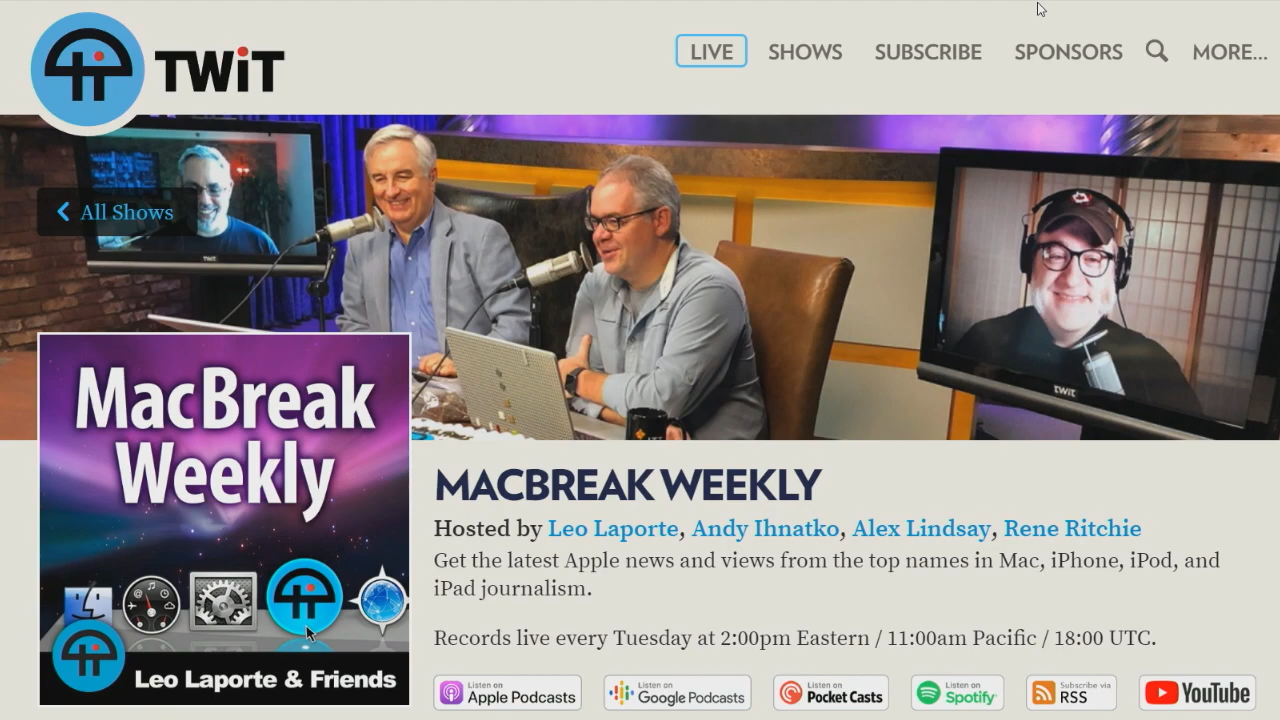 TWiT
LIVE SHOWS SUBSCRIBE SPONSORS MORE...
All Shows
TWiT
TWiT
MacBreak
Weekly
Leo Laporte & Friends
MACBREAK WEEKLY
Hosted by Leo Laporte, Andy Ihnatko, Alex Lindsay, Rene Ritchie
Get the latest Apple news and views from the top names in Mac, iPhone, iPod, and
iPad journalism.
Records live every Tuesday at 2:00pm Eastern / 11:00am Pacific / 18:00 UTC.
Listen on
Apple Podcasts
Listen on
Google Podcasts
Listen on
Pocket Casts
Listen on
Spotify
Subscribe via
RSS
YouTube